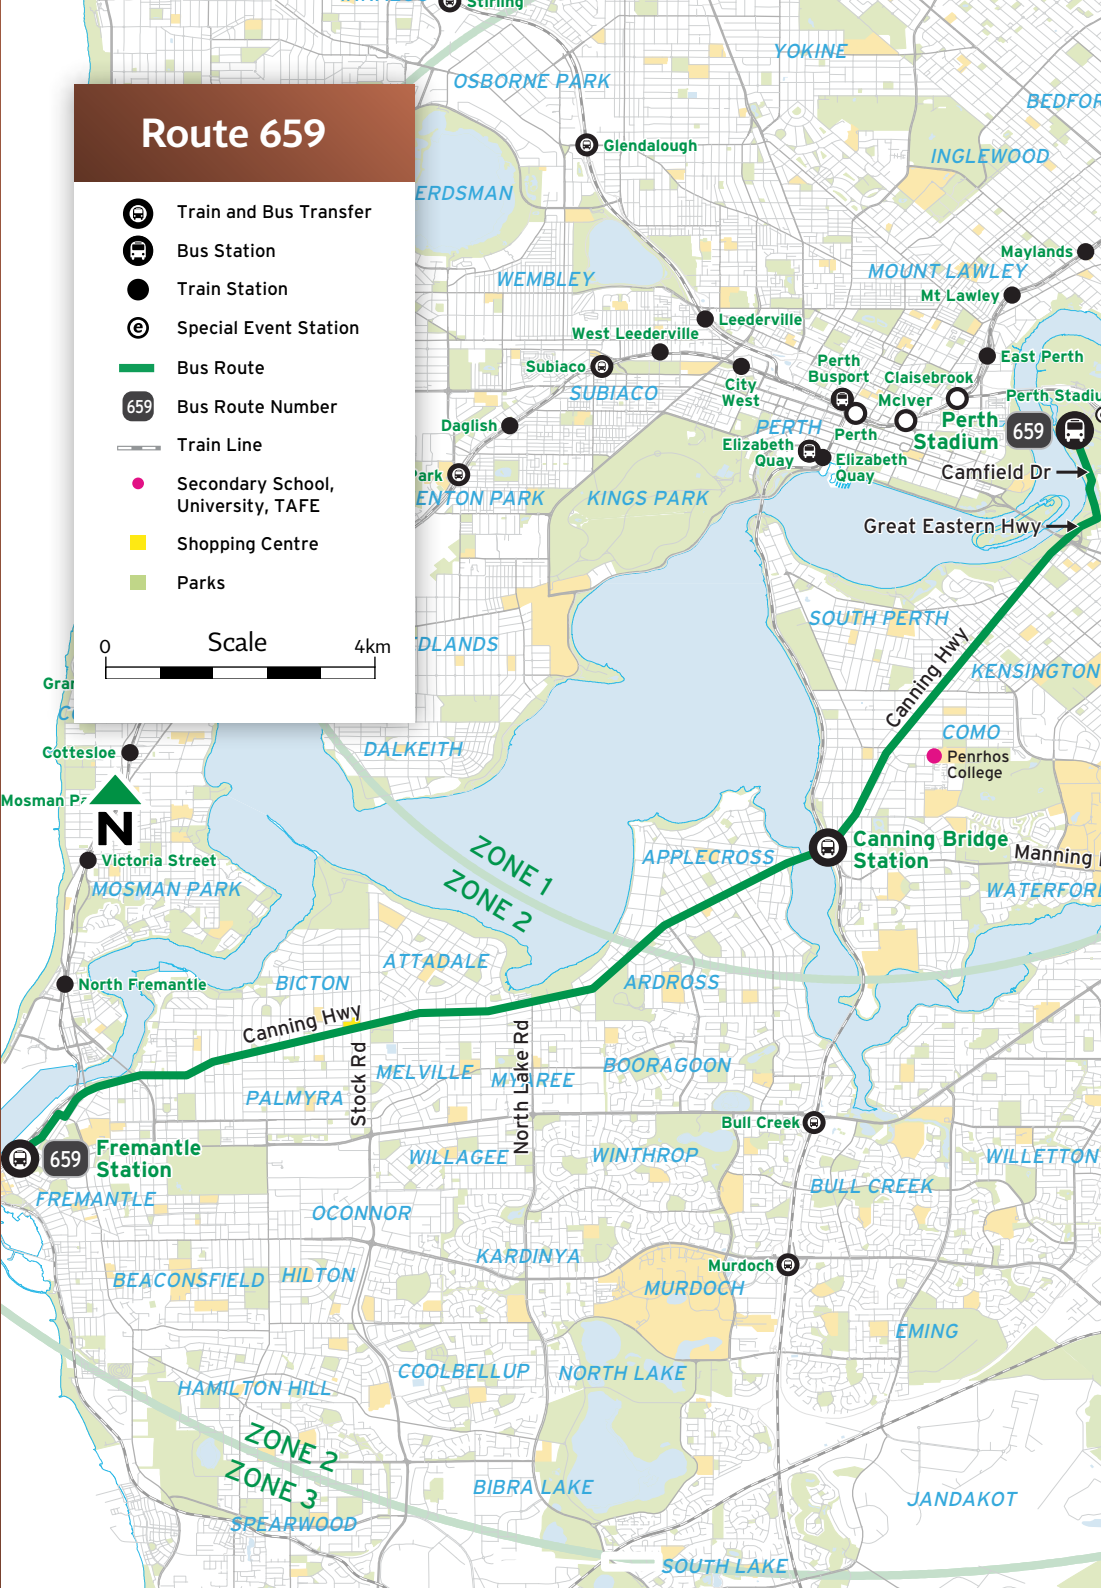 Stirling
YOKINE
OSBORNE PARK
BEDFOR
Route 659
Glendalough
INGLEWOOD
ERDSMAN
Train and Bus Transfer
Bus Station
Train Station
Special Event Station
Bus Route
659
Bus Route Number
Train Line
Secondary School,
University, TAFE
Shopping Centre
Parks
Scale
0
4km
Maylands
MOUNT LAWLEY
WEMBLEY
Mt Lawley
Leederville
West Leederville
East Perth
Perth
Busport
Subiaco
Claisebrook
City
West
SUBIACO
McIver
Perth Stadiu
Daglish
PERTH
Perth
Perth
Stadium
659
Elizabeth
Quay
Elizabeth
Quay
Camfield Dr
Park
ENTON PARK
KINGS PARK
Great Eastern Hwy
SOUTH PERTH
EDLANDS
Canning Hwy
KENSINGTON
Gra
C
COMO
DALKEITH
Cottesloe
Penrhos
College
Mosman Pa
N
ZONE 1
ZONE 2
Canning Bridge
Station
Manning
APPLECROSS
Victoria Street
MOSMAN PARK
WATERFORD
ATTADALE
North Fremantle
BICTON
ARDROSS
Canning Hwy
Stock Rd
North Lake Rd
MELVILLE
MYAREE
BOORAGOON
PALMYRA
Bull Creek
659
Fremantle
Station
WILLAGEE
WINTHROP
WILLETTON
FREMANTLE
BULL CREEK
OCONNOR
KARDINYA
Murdoch
BEACONSFIELD
HILTON
MURDOCH
EMING
COOLBELLUP
NORTH LAKE
HAMILTON HILL
ZONE 2
ZONE 3
BIBRA LAKE
JANDAKOT
SPEARWOOD
SOUTH LAKE